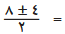 ٨ ± ٤
٢
=